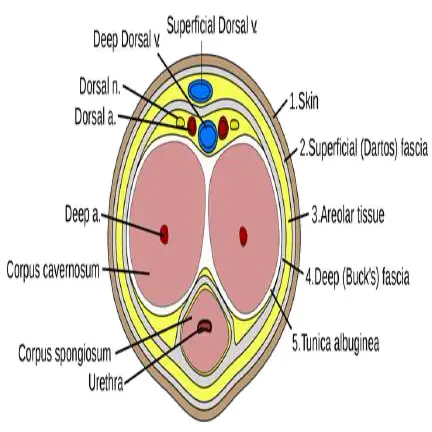 Superficial Dorsal v.
Deep Dorsal v.
Dorsal n.
Dorsal a.
Deep a.
Corpus cavernosum
Corpus spongiosum
Urethra
1.Skin
2.Superficial (Dartos) fascia
3.Areolar tissue
4.Deep (Buck's) fascia
5.Tunica albuginea